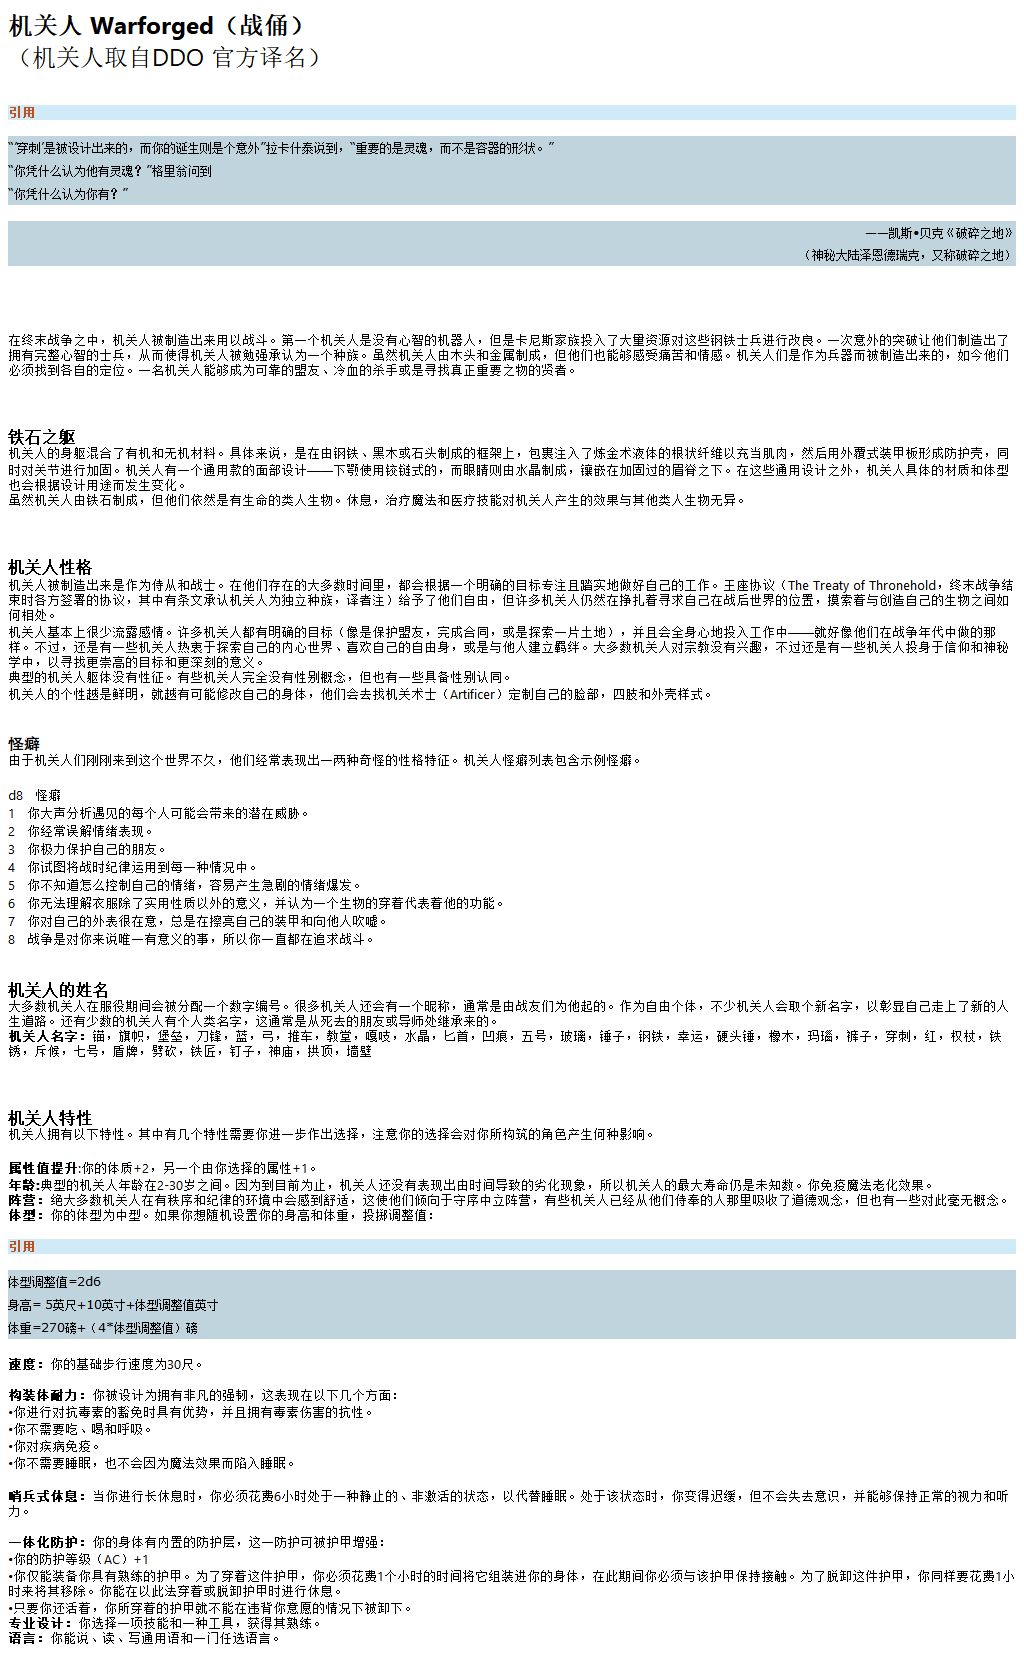 机关人 Warforged（战俑）
（机关人取自DDO 官方译名）
引用
“‘穿刺’是被设计出来的，而你的诞生则是个意外”拉卡什泰说到，“重要的是灵魂，而不是容器的形状。”
“你凭什么认为他有灵魂？”格里翁问到
“你凭什么认为你有？”
——凯斯•贝克《破碎之地》
（神秘大陆泽恩德瑞克，又称破碎之地）
在终末战争之中，机关人被制造出来用以战斗。第一个机关人是没有心智的机器人，但是卡尼斯家族投入了大量资源对这些钢铁士兵进行改良。一次意外的突破让他们制造出了
拥有完整心智的士兵，从而使得机关人被勉强承认为一个种族。虽然机关人由木头和金属制成，但他们也能够感受痛苦和情感。机关人们是作为兵器而被制造出来的，如今他们
必须找到各自的定位。一名机关人能够成为可靠的盟友、冷血的杀手或是寻找真正重要之物的贤者。
铁石之躯
机关人的身躯混合了有机和无机材料。具体来说，是在由钢铁、黑木或石头制成的框架上，包裹注入了炼金术液体的根状纤维以充当肌肉，然后用外覆式装甲板形成防护壳，同
时对关节进行加固。机关人有一个通用款的面部设计——下颚使用铰链式的，而眼睛则由水晶制成，镶嵌在加固过的眉脊之下。在这些通用设计之外，机关人具体的材质和体型
也会根据设计用途而发生变化。
虽然机关人由铁石制成，但他们依然是有生命的类人生物。休息，治疗魔法和医疗技能对机关人产生的效果与其他类人生物无异。
机关人性格
机关人被制造出来是作为侍从和战士。在他们存在的大多数时间里，都会根据一个明确的目标专注且踏实地做好自己的工作。王座协议（The Treaty of Thronehold，终末战争结
束时各方签署的协议，其中有条文承认机关人为独立种族，译者注）给予了他们自由，但许多机关人仍然在挣扎着寻求自己在战后世界的位置，摸索着与创造自己的生物之间如
何相处。
机关人基本上很少流露感情。许多机关人都有明确的目标（像是保护盟友，完成合同，或是探索一片土地），并且会全身心地投入工作中——就好像他们在战争年代中做的那
样。不过，还是有一些机关人热衷于探索自己的内心世界、喜欢自己的自由身，或是与他人建立羁绊。大多数机关人对宗教没有兴趣，不过还是有一些机关人投身于信仰和神秘
学中，以寻找更崇高的目标和更深刻的意义。
典型的机关人躯体没有性征。有些机关人完全没有性别概念，但也有一些具备性别认同。
机关人的个性越是鲜明，就越有可能修改自己的身体，他们会去找机关术士（Artificer）定制自己的脸部，四肢和外壳样式。
怪癖
由于机关人们刚刚来到这个世界不久，他们经常表现出一两种奇怪的性格特征。机关人怪癖列表包含示例怪癖。
d8 怪癖
1 你大声分析遇见的每个人可能会带来的潜在威胁。
2 你经常误解情绪表现。
3 你极力保护自己的朋友。
4 你试图将战时纪律运用到每一种情况中。
5 你不知道怎么控制自己的情绪，容易产生急剧的情绪爆发。
6 你无法理解衣服除了实用性质以外的意义，并认为一个生物的穿着代表着他的功能。
7 你对自己的外表很在意，总是在擦亮自己的装甲和向他人吹嘘。
8 战争是对你来说唯一有意义的事，所以你一直都在追求战斗。
机关人的姓名
大多数机关人在服役期间会被分配一个数字编号。很多机关人还会有一个昵称，通常是由战友们为他起的。作为自由个体，不少机关人会取个新名字，以彰显自己走上了新的人
生道路。还有少数的机关人有个人类名字，这通常是从死去的朋友或导师处继承来的。
机关人名字：锚，旗帜，堡垒，刀锋，蓝，弓，推车，教堂，嘎吱，水晶，匕首，凹痕，五号，玻璃，锤子，钢铁，幸运，硬头锤，橡木，玛瑙，裤子，穿刺，红，权杖，铁
锈，斥候，七号，盾牌，劈砍，铁匠，钉子，神庙，拱顶，墙壁
机关人特性
机关人拥有以下特性。其中有几个特性需要你进一步作出选择，注意你的选择会对你所构筑的角色产生何种影响。
属性值提升:你的体质+2，另一个由你选择的属性+1。
年龄:典型的机关人年龄在2-30岁之间。因为到目前为止，机关人还没有表现出由时间导致的劣化现象，所以机关人的最大寿命仍是未知数。你免疫魔法老化效果。
阵营：绝大多数机关人在有秩序和纪律的环境中会感到舒适，这使他们倾向于守序中立阵营，有些机关人已经从他们侍奉的人那里吸收了道德观念，但也有一些对此毫无概念。
体型：你的体型为中型。如果你想随机设置你的身高和体重，投掷调整值：
引用
体型调整值=2d6
身高= 5英尺+10英寸+体型调整值英寸
体重=270磅+（4*体型调整值）磅
速度：你的基础步行速度为30尺。
构装体耐力：你被设计为拥有非凡的强韧，这表现在以下几个方面：
•你进行对抗毒素的豁免时具有优势，并且拥有毒素伤害的抗性。
•你不需要吃、喝和呼吸。
•你对疾病免疫。
•你不需要睡眠，也不会因为魔法效果而陷入睡眠。
哨兵式休息：当你进行长休息时，你必须花费6小时处于一种静止的、非激活的状态，以代替睡眠。处于该状态时，你变得迟缓，但不会失去意识，并能够保持正常的视力和听
力。
一体化防护：你的身体有内置的防护层，这一防护可被护甲增强：
•你的防护等级（AC）+1
•你仅能装备你具有熟练的护甲。为了穿着这件护甲，你必须花费1个小时的时间将它组装进你的身体，在此期间你必须与该护甲保持接触。为了脱卸这件护甲，你同样要花费1小
时来将其移除。你能在以此法穿着或脱卸护甲时进行休息。
•只要你还活着，你所穿着的护甲就不能在违背你意愿的情况下被卸下。
专业设计：你选择一项技能和一种工具，获得其熟练。
语言：你能说、读、写通用语和一门任选语言。